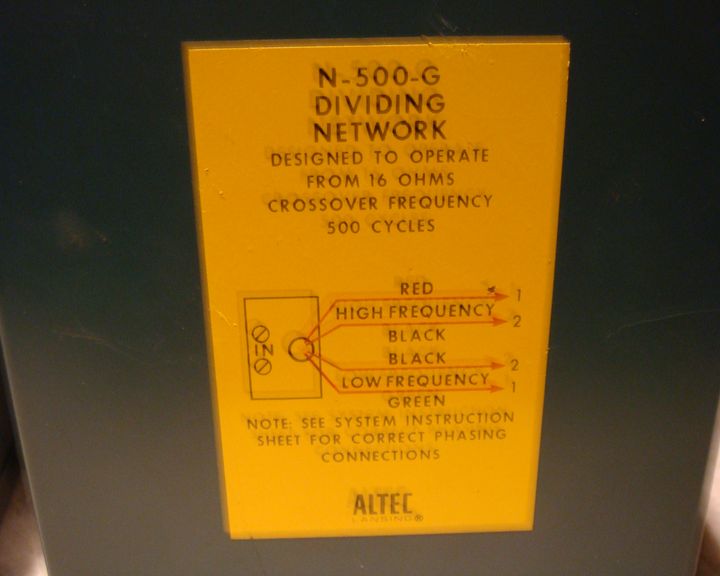 N-500-G
DIVIDING
NETWORK
DESIGNED TO OPERATE
FROM 16 OHMS
CROSSOVER FREQUENCY
500 CYCLES
RED 1
HIGH FREQUENCY
2
BLACK
IN
BLACK 2
LOW FREQUENCY 1
GREEN
NOTE: SEE SYSTEM INSTRUCTION
SHEET FOR CORRECT PHASING
CONNECTIONS
ALTEC
LANSING®